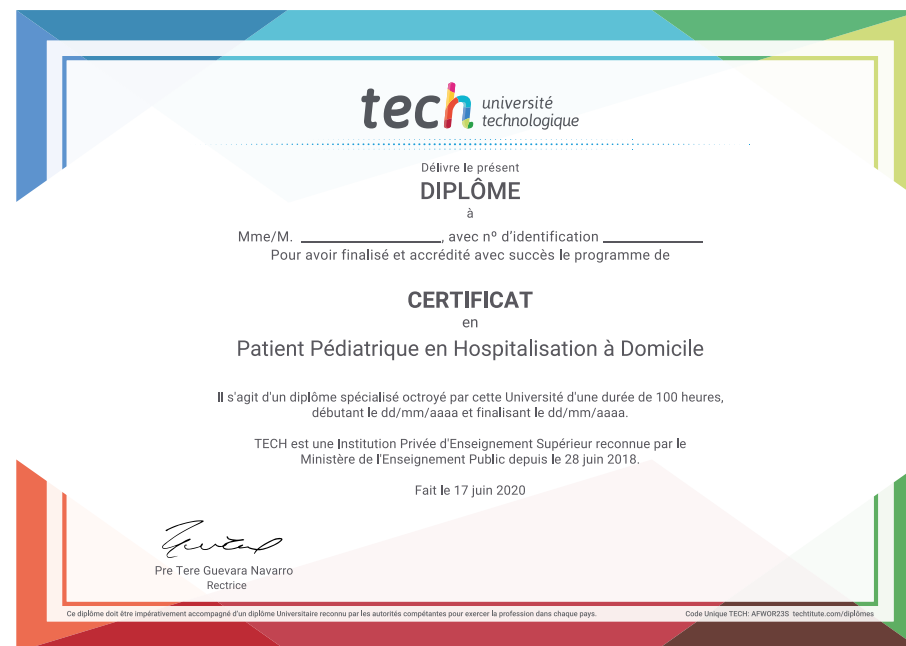 tech université
technologique
Délivre le présent
DIPLÔME
à
Mme/M. ____________________, avec nº d'identification ______________
Pour avoir finalisé et accrédité avec succès le programme de
CERTIFICAT
en
Patient Pédiatrique en Hospitalisation à Domicile
Il s'agit d'un diplôme spécialisé octroyé par cette Université d'une durée de 100 heures,
débutant le dd/mm/aaaa et finalisant le dd/mm/aaaa.
TECH est une Institution Privée d'Enseignement Supérieur reconnue par le
Ministère de l'Enseignement Public depuis le 28 juin 2018.
Fait le 17 juin 2020
Pre Tere Guevara Navarro
Rectrice
Ce diplôme doit être impérativement accompagné d'un diplôme Universitaire reconnu par les autorités compétantes pour exercer la profession dans chaque pays.
Code Unique TECH: AFWOR23S techtitute.com/diplômes